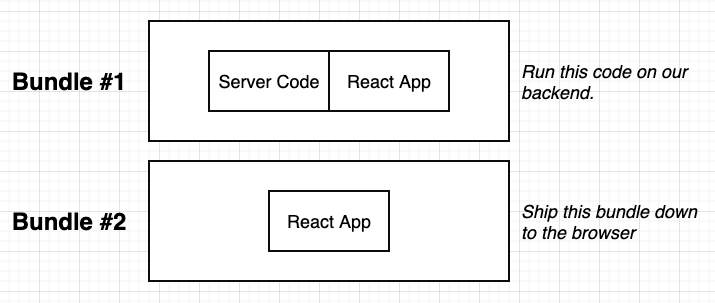 Bundle #1
Server Code
React App
Run this code on our
backend.
Bundle #2
React App
Ship this bundle down
to the browser